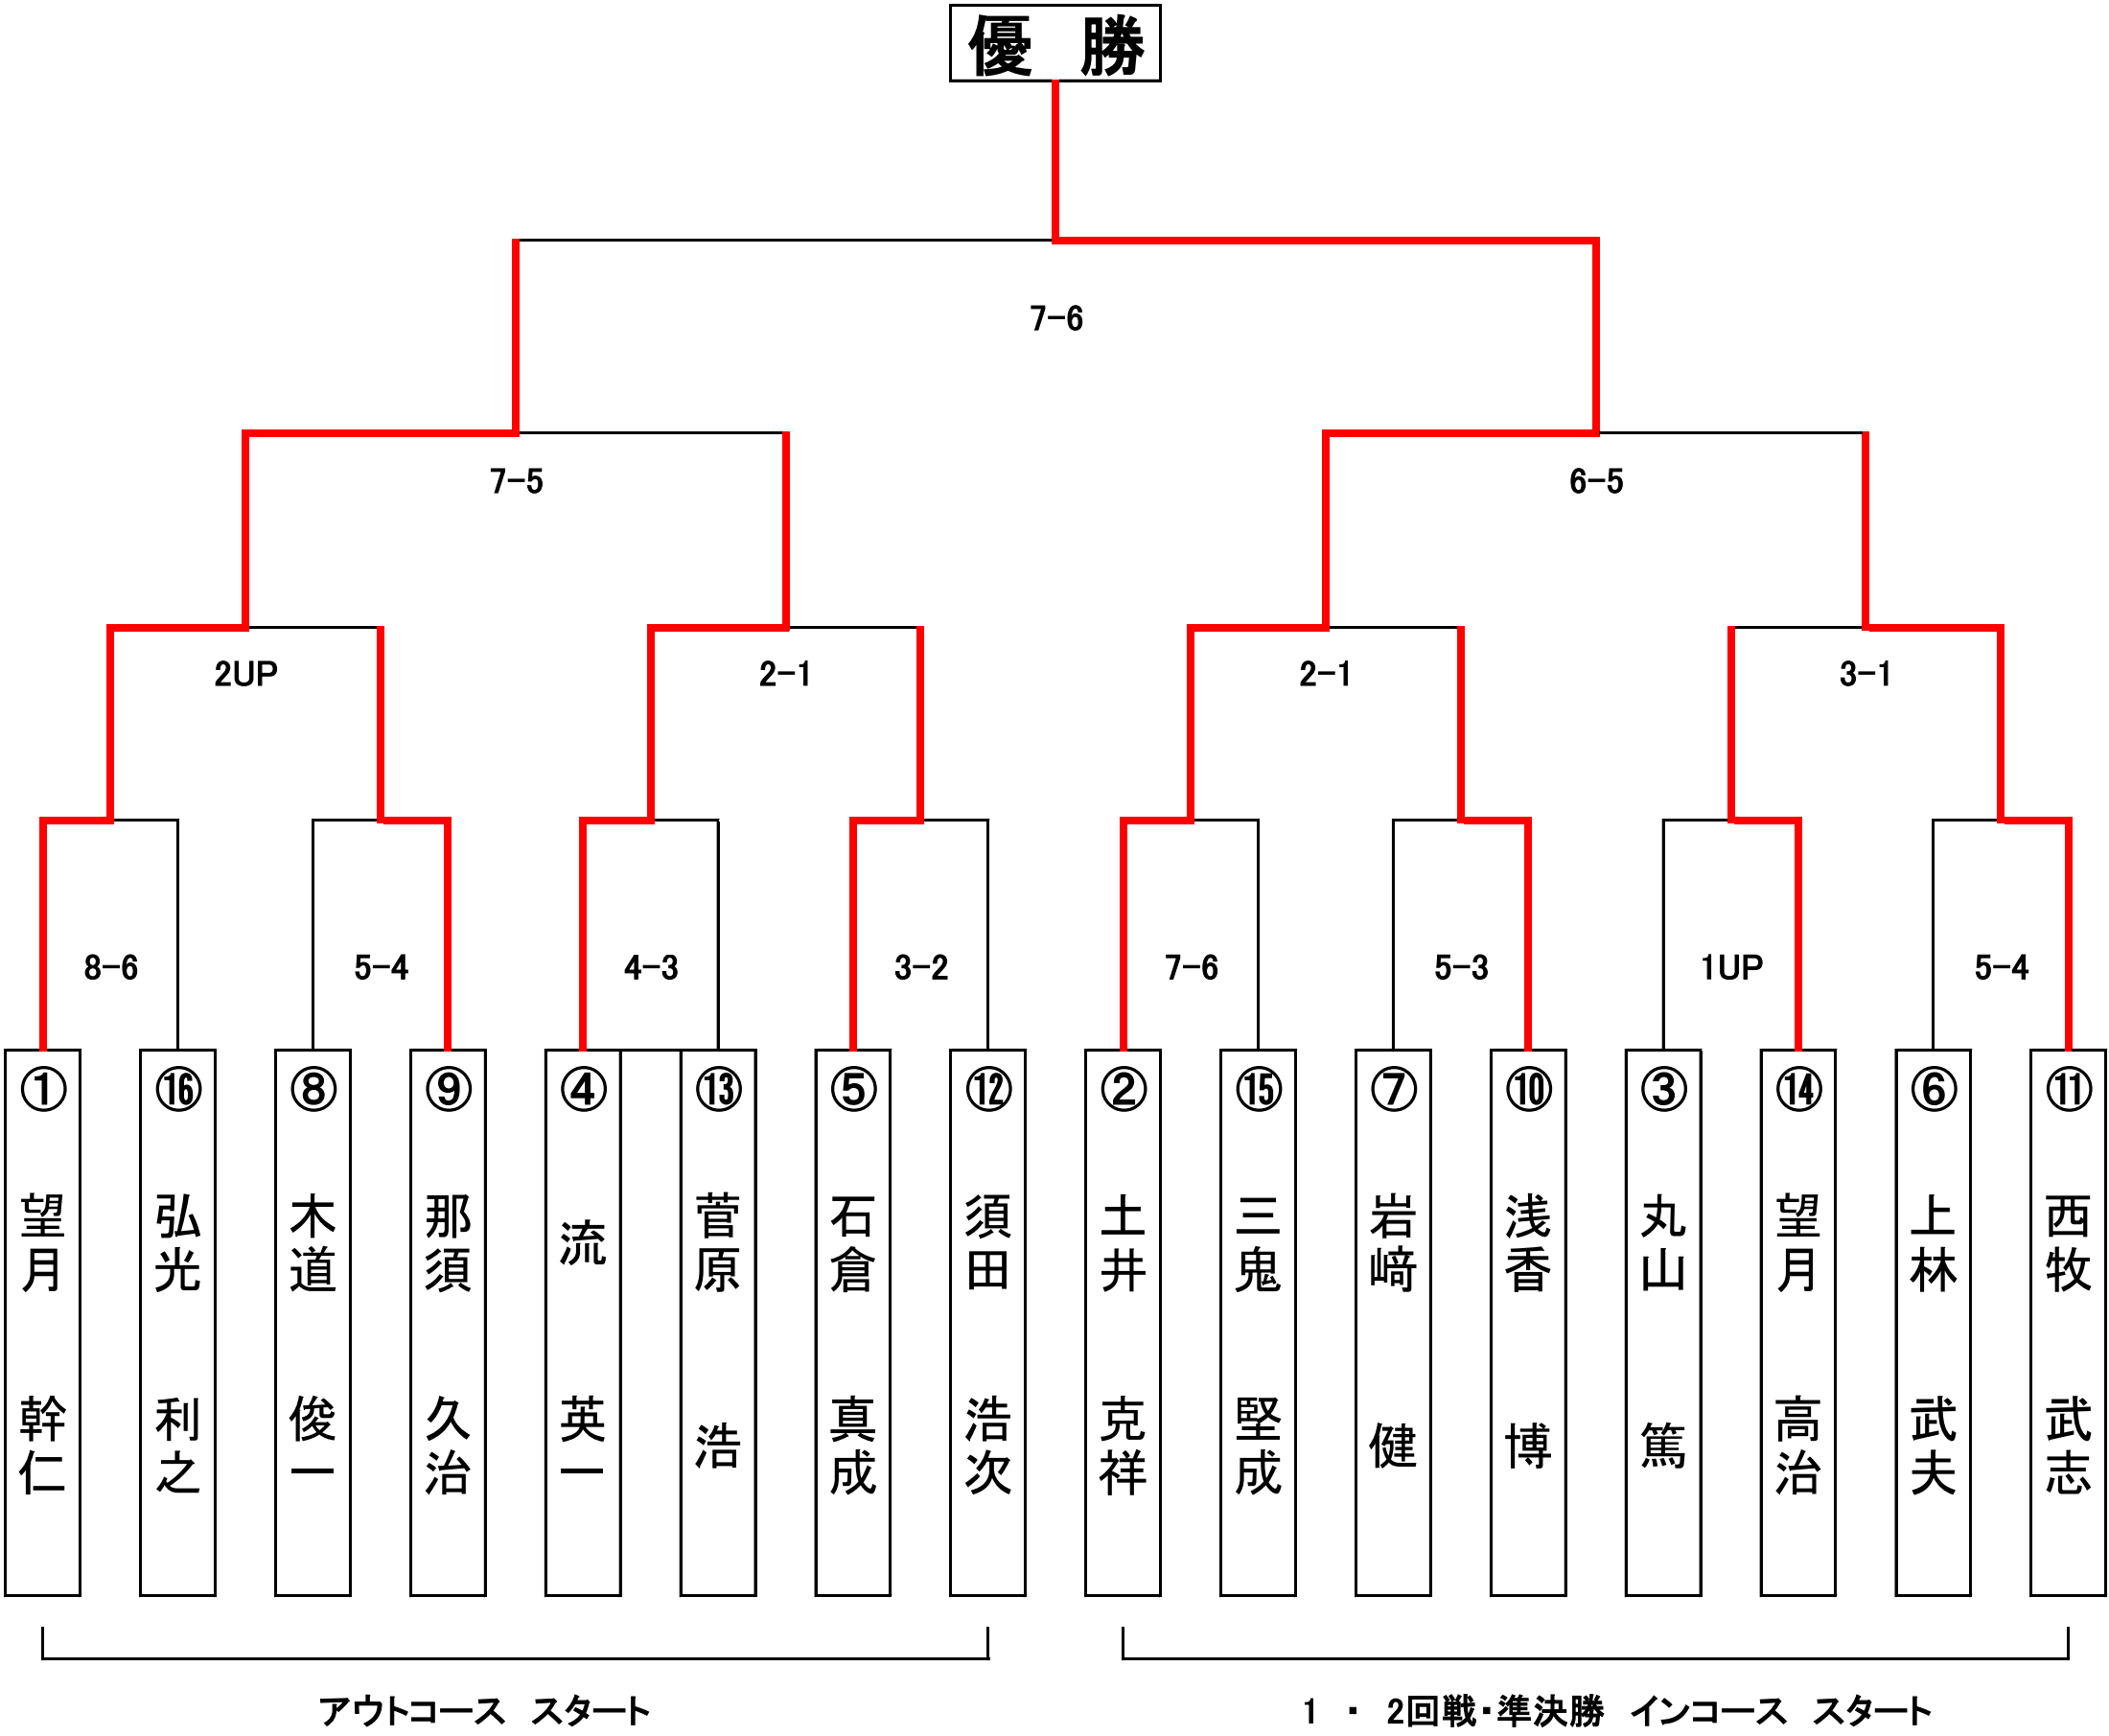 優 勝
7-6
7-5
6-5
2UP
2-1
2-1
3-1
8-6
5-4
4-3
3-2
7-6
5-3
1UP
5-4
① 望月 幹仁
⑯ 弘光 利之
⑧ 木道 俊一
⑨ 那須 久治
④ 流 英一
⑬ 菅原 浩
⑤ 石倉 真成
⑫ 須田 浩次
② 土井 克祥
⑮ 三鬼 堅成
⑦ 岩﨑 健
⑩ 浅香 博
③ 丸山 篤
⑭ 望月 高治
⑥ 上林 武夫
⑪ 西牧 武志
アウトコース スタート
1 ・ 2回戦・準決勝 インコース スタート